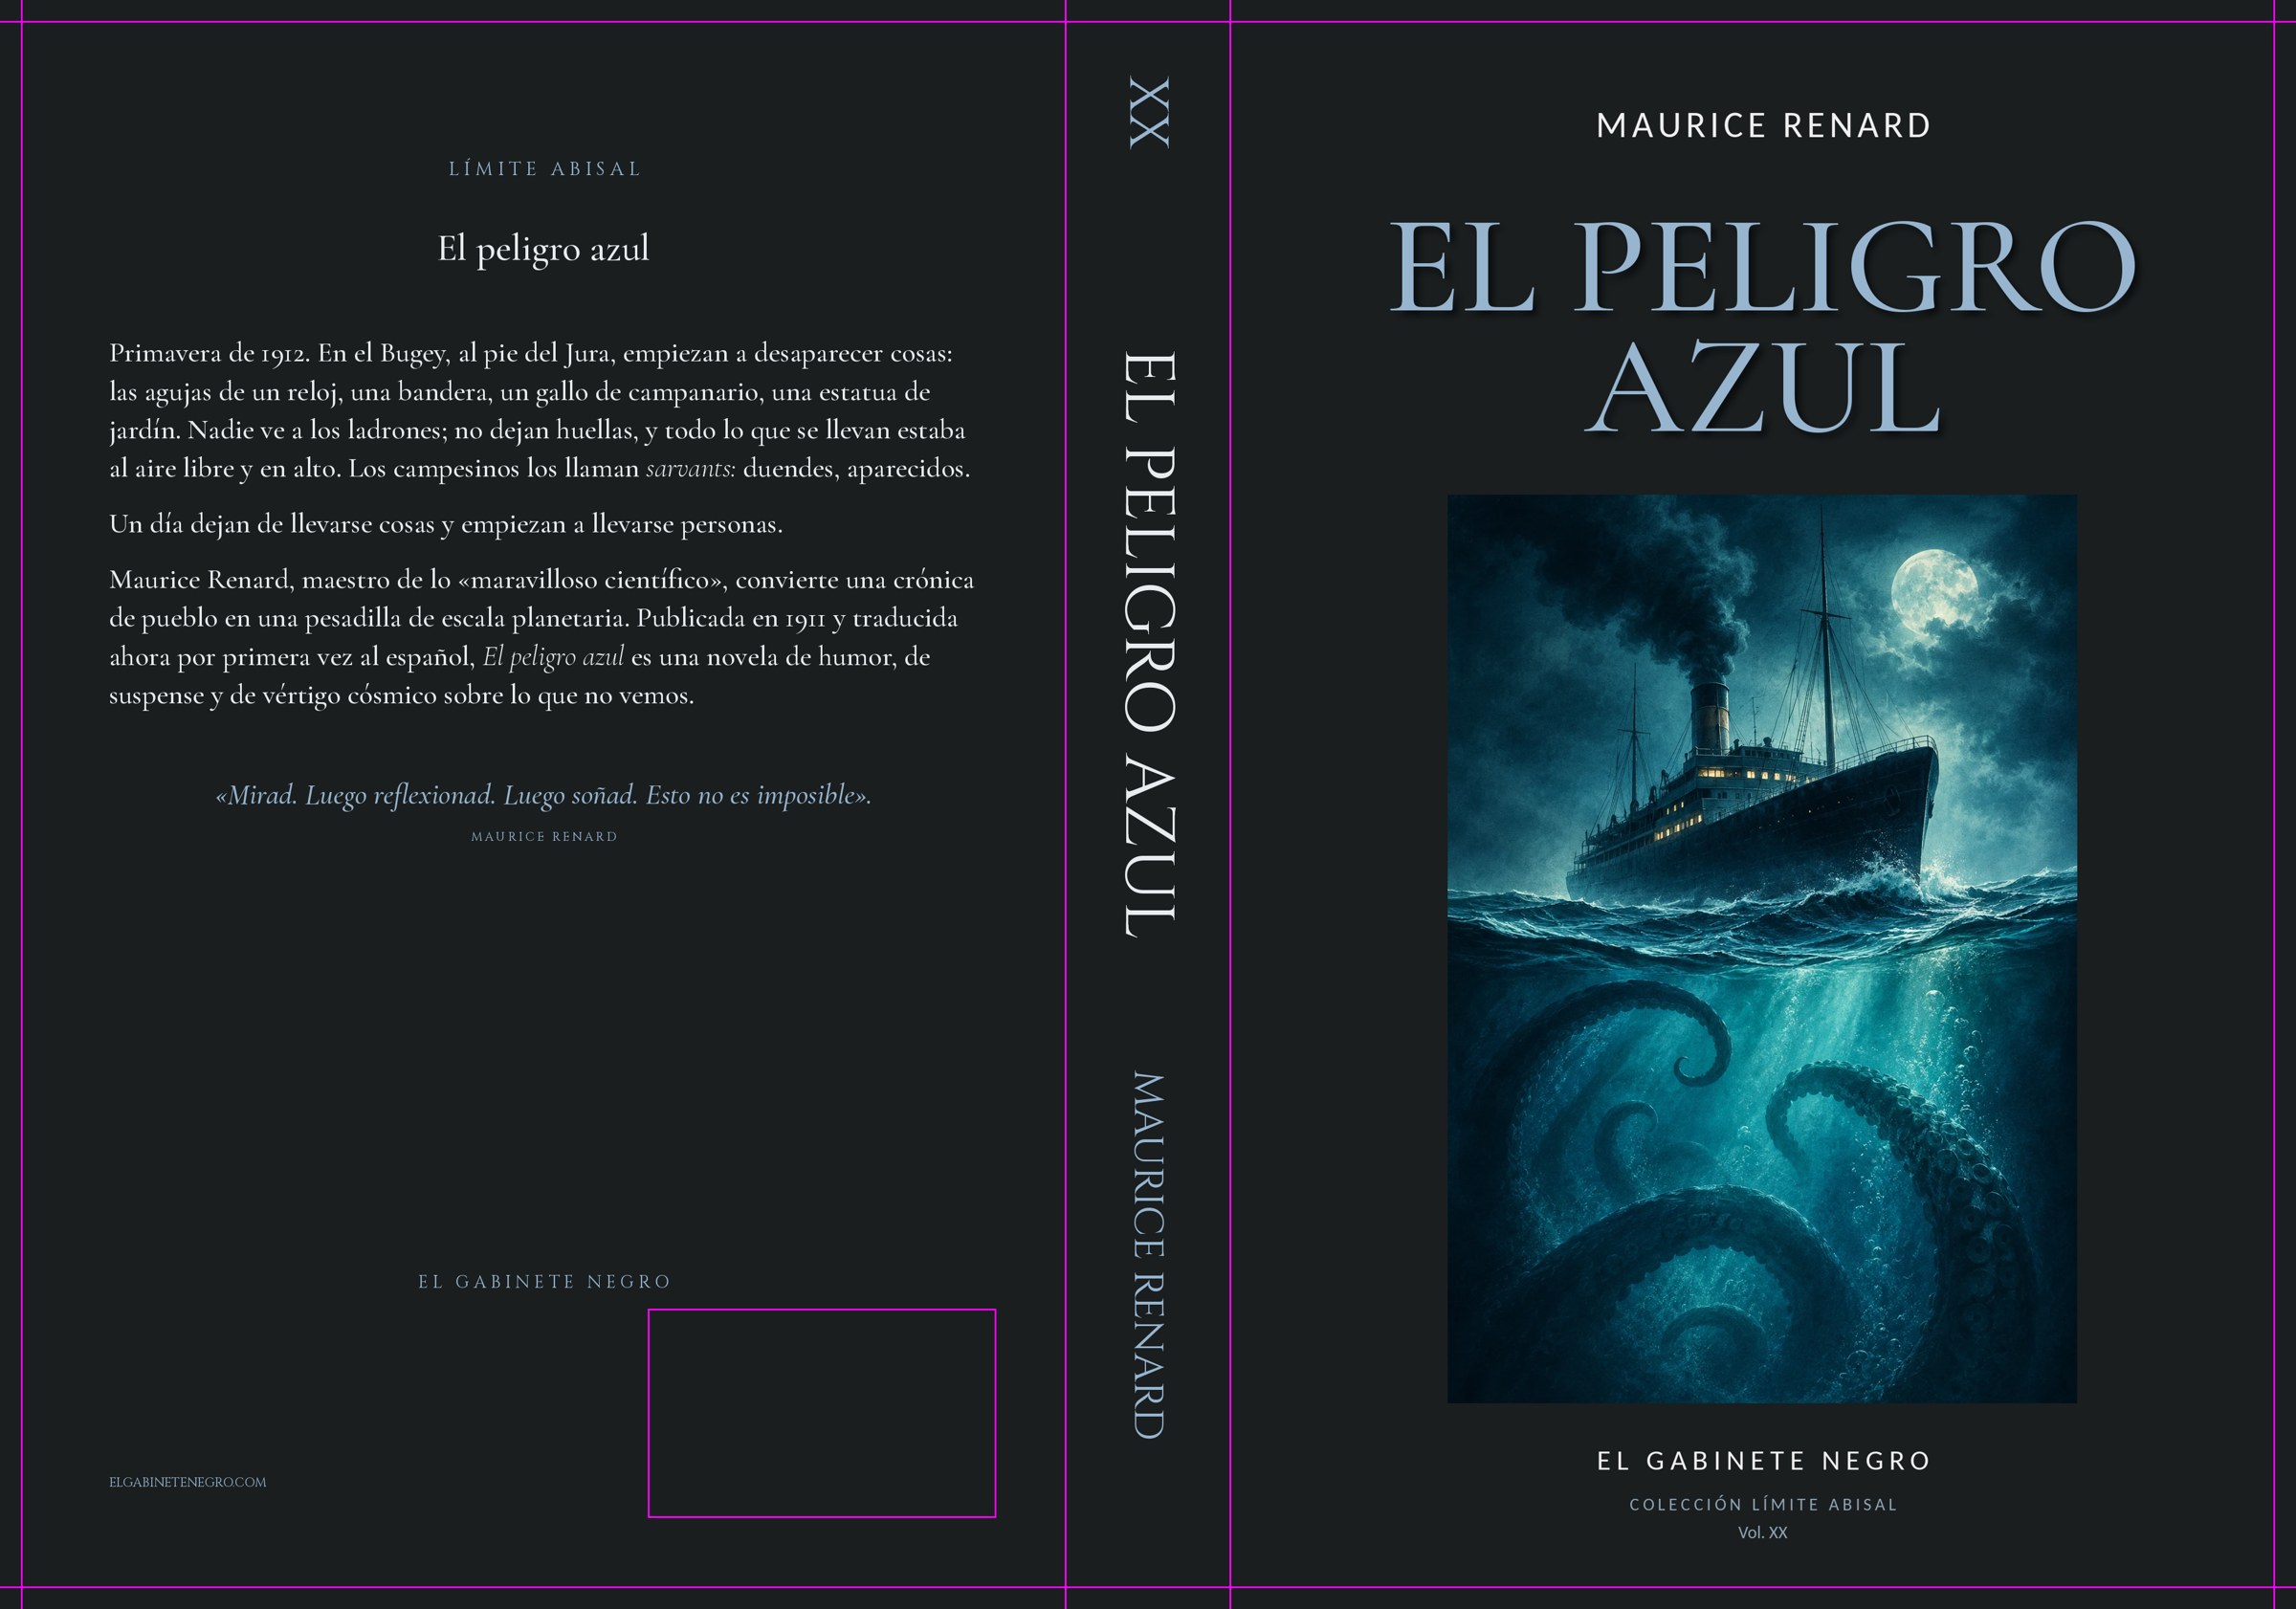 LÍMITE ABISAL
El peligro azul
Primavera de 1912. En el Bugey, al pie del Jura, empiezan a desaparecer cosas:
las agujas de un reloj, una bandera, un gallo de campanario, una estatua de
jardín. Nadie ve a los ladrones; no dejan huellas, y todo lo que se llevan estaba
al aire libre y en alto. Los campesinos los llaman sarvants: duendes, aparecidos.
Un día dejan de llevarse cosas y empiezan a llevarse personas.
Maurice Renard, maestro de lo «maravilloso científico», convierte una crónica
de pueblo en una pesadilla de escala planetaria. Publicada en 1911 y traducida
ahora por primera vez al español, El peligro azul es una novela de humor, de
suspense y de vértigo cósmico sobre lo que no vemos.
«Mirad. Luego reflexionad. Luego soñad. Esto no es imposible».
MAURICE RENARD
EL GABINETE NEGRO
ELGABINETENEGRO.COM
XX
EL PELIGRO AZUL
MAURICE RENARD
MAURICE RENARD
EL PELIGRO
AZUL
EL GABINETE NEGRO
COLECCIÓN LÍMITE ABISAL
Vol. XX